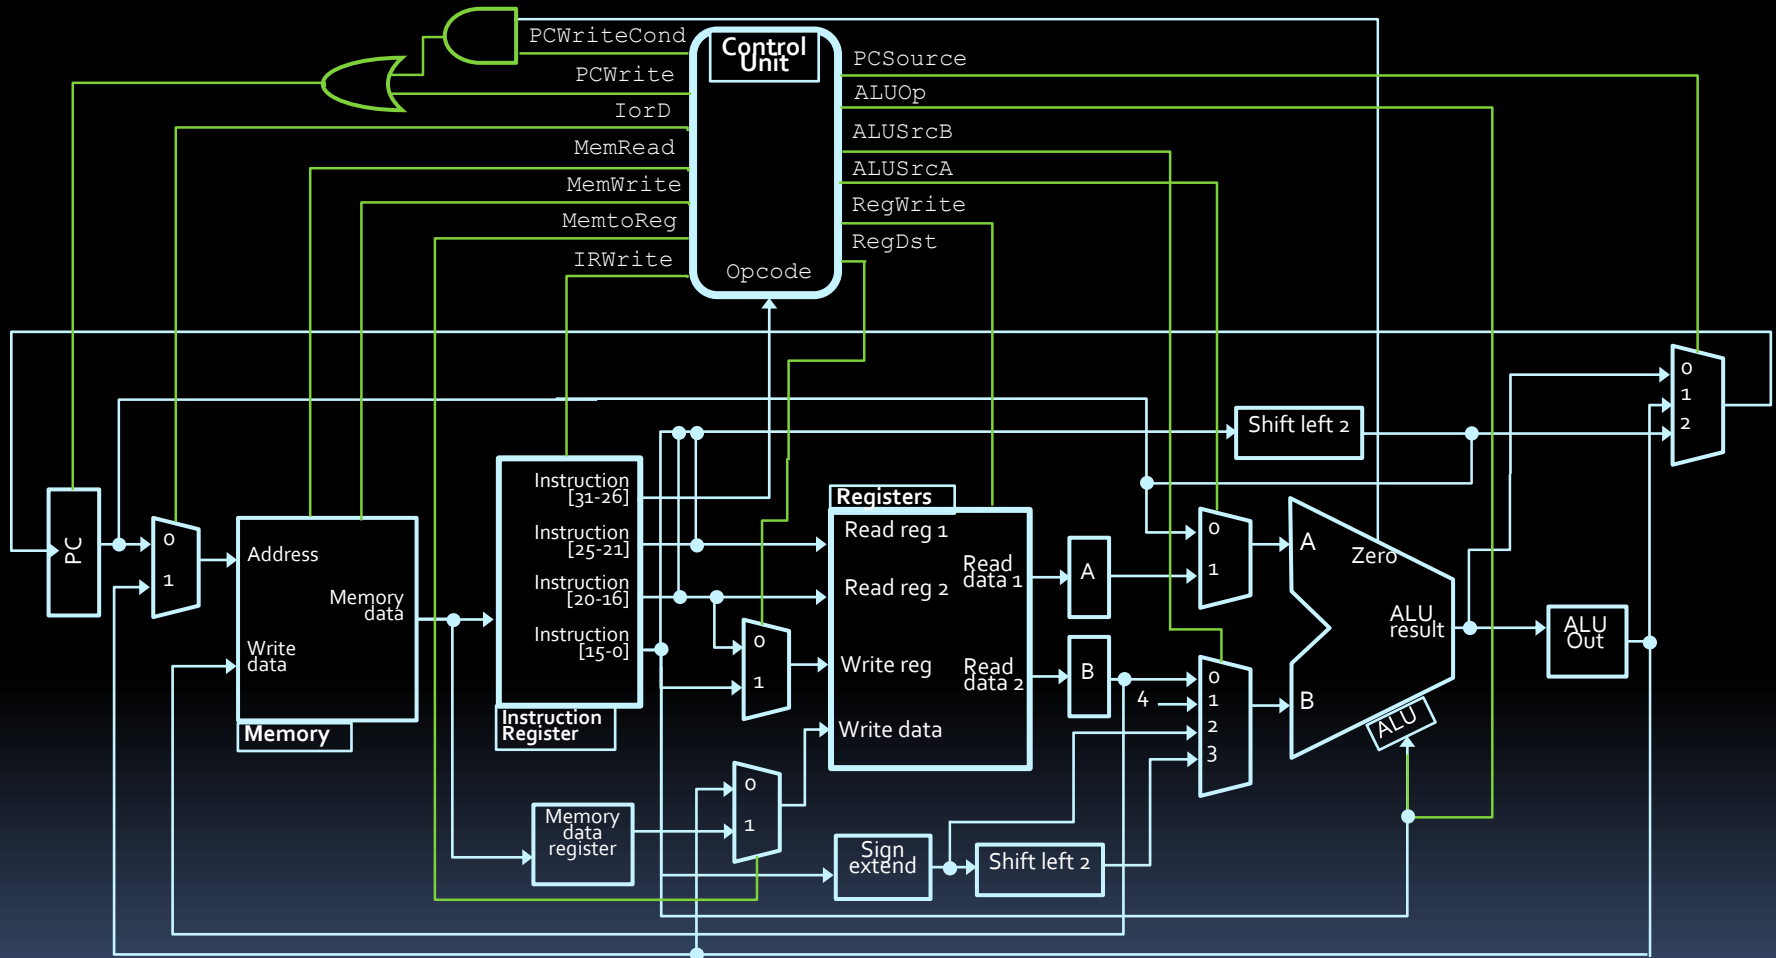 PCWriteCond
PCWrite
IorD
MemRead
MemWrite
MemtoReg
IRWrite
Control
Unit
Opcode
PCSource
ALUOp
ALUSrcB
ALUSrcA
RegWrite
RegDst
PC
0
1
Address
Memory
data
Write
data
Memory
Instruction
[31-26]
Instruction
[25-21]
Instruction
[20-16]
Instruction
[15-0]
Instruction
Register
0
1
Memory
data
register
0
1
Registers
Read reg 1
Read reg 2
Write reg
Write data
Read
data 1
Read
data 2
Sign
extend
Shift left 2
A
B
4
0
1
0
1
2
3
Shift left 2
A
B
Zero
ALU
result
ALU
ALU
Out
0
1
2